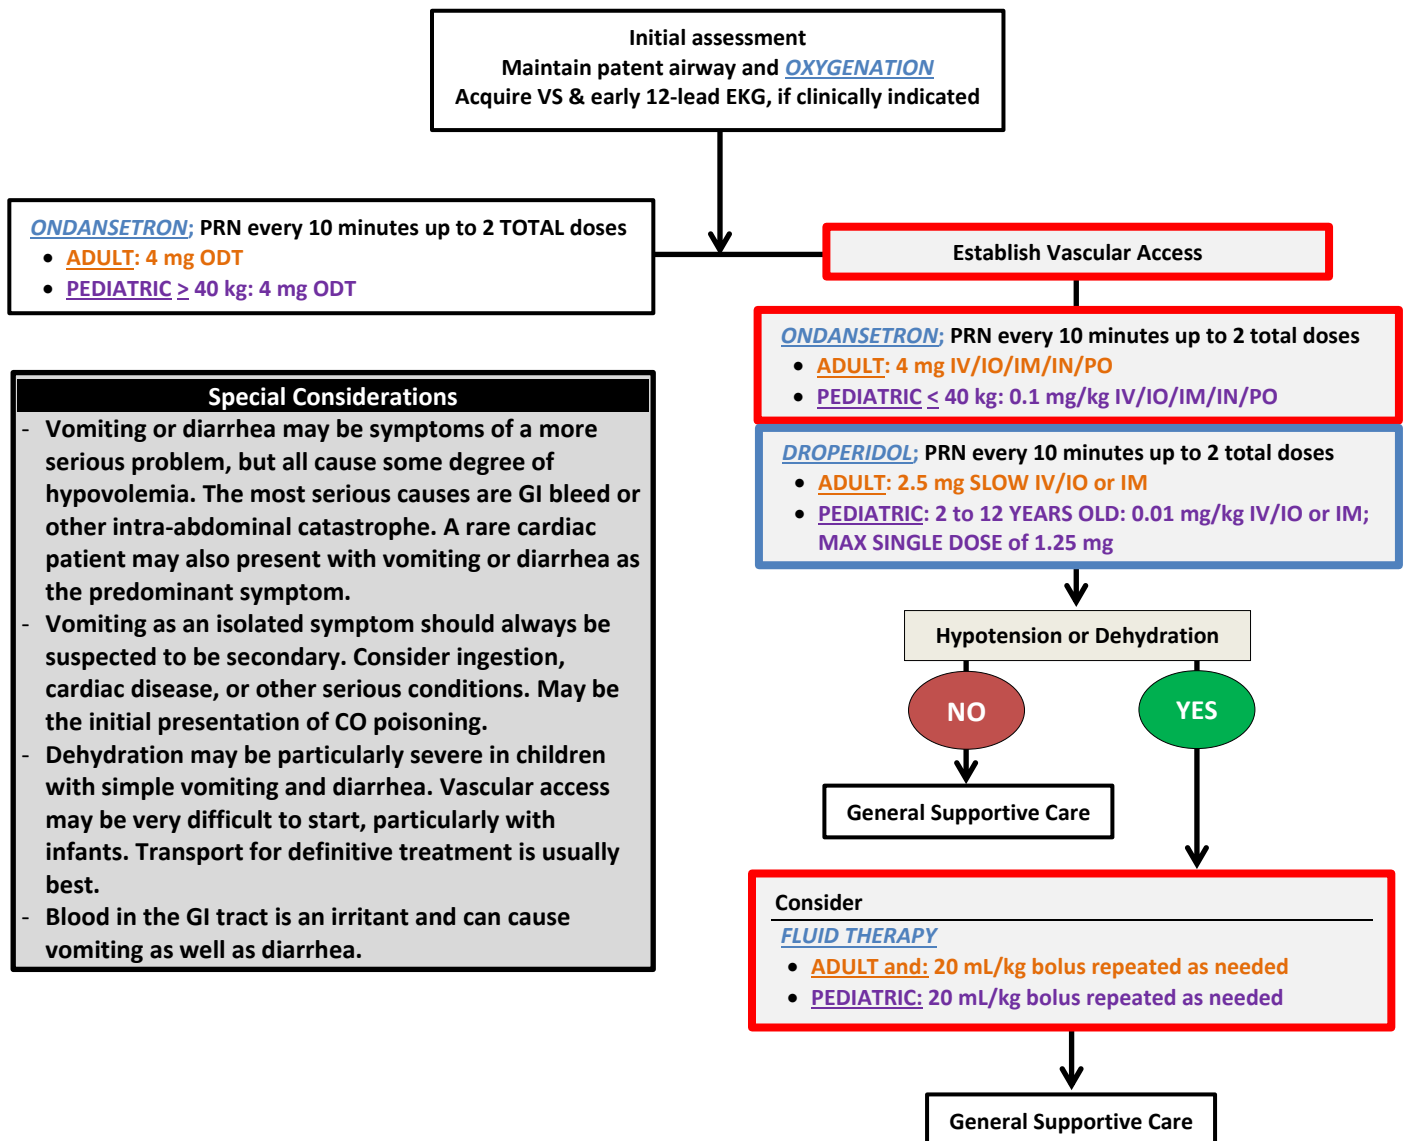 Initial assessment
Maintain patent airway and OXYGENATION
Acquire VS & early 12-lead EKG, if clinically indicated
ONDANSETRON; PRN every 10 minutes up to 2 TOTAL doses
• ADULT: 4 mg ODT
• PEDIATRIC > 40 kg: 4 mg ODT
Establish Vascular Access
ONDANSETRON; PRN every 10 minutes up to 2 total doses
• ADULT: 4 mg IV/IO/IM/IN/PO
• PEDIATRIC < 40 kg: 0.1 mg/kg IV/IO/IM/IN/PO
DROPERIDOL; PRN every 10 minutes up to 2 total doses
• ADULT: 2.5 mg SLOW IV/IO or IM
• PEDIATRIC: 2 to 12 YEARS OLD: 0.01 mg/kg IV/IO or IM;
MAX SINGLE DOSE of 1.25 mg
Special Considerations
- Vomiting or diarrhea may be symptoms of a more
serious problem, but all cause some degree of
hypovolemia. The most serious causes are GI bleed or
other intra-abdominal catastrophe. A rare cardiac
patient may also present with vomiting or diarrhea as
the predominant symptom.
- Vomiting as an isolated symptom should always be
suspected to be secondary. Consider ingestion,
cardiac disease, or other serious conditions. May be
the initial presentation of CO poisoning.
- Dehydration may be particularly severe in children
with simple vomiting and diarrhea. Vascular access
may be very difficult to start, particularly with
infants. Transport for definitive treatment is usually
best.
- Blood in the GI tract is an irritant and can cause
vomiting as well as diarrhea.
Hypotension or Dehydration
NO
YES
General Supportive Care
Consider
FLUID THERAPY
• ADULT and: 20 mL/kg bolus repeated as needed
• PEDIATRIC: 20 mL/kg bolus repeated as needed
General Supportive Care